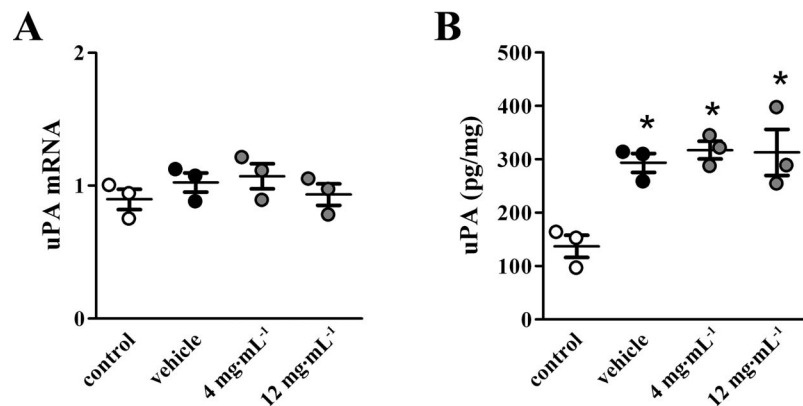 A
uPA mRNA
2
1
0
control
vehicle
4 mg·mL⁻¹
12 mg·mL⁻¹
B
uPA (pg/mg)
500
400
300
200
100
0
*
*
*
control
vehicle
4 mg·mL⁻¹
12 mg·mL⁻¹